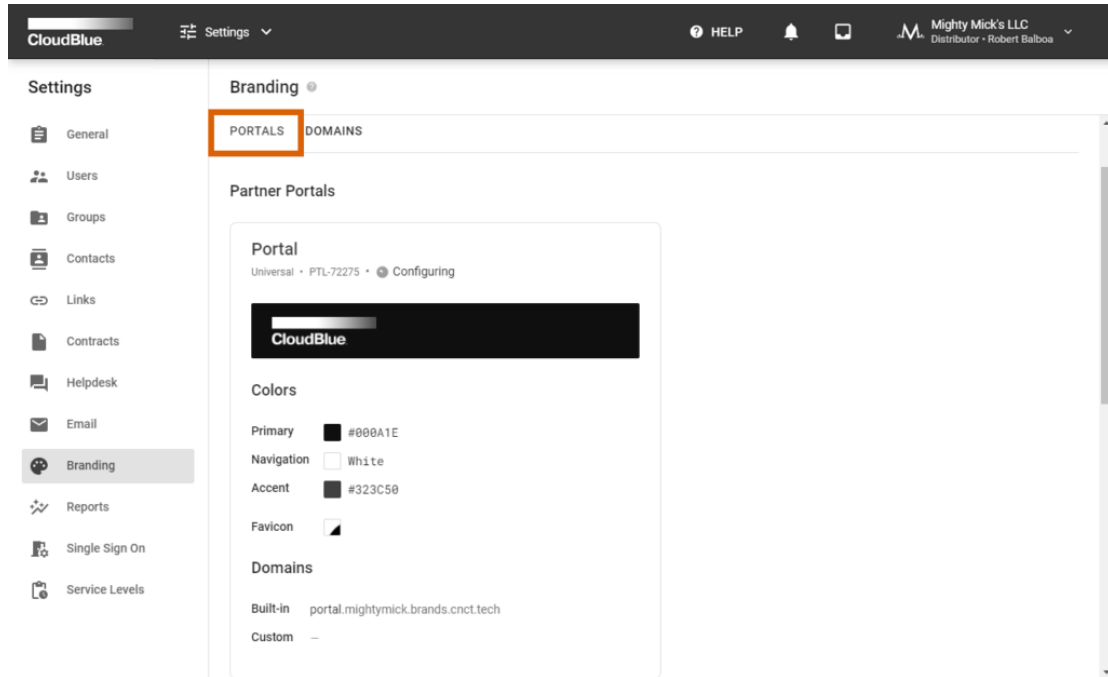 CloudBlue
Settings
HELP
Mighty Mick's LLC
Distributor • Robert Balboa
Settings
General
Users
Groups
Contacts
Links
Contracts
Helpdesk
Email
Branding
Reports
Single Sign On
Service Levels
Branding
PORTALS DOMAINS
Partner Portals
Portal
Universal • PTL-72275 • Configuring
CloudBlue
Colors
Primary #000A1E
Navigation White
Accent #323C50
Favicon
Domains
Built-in portal.mightymick.brands.cnct.tech
Custom —